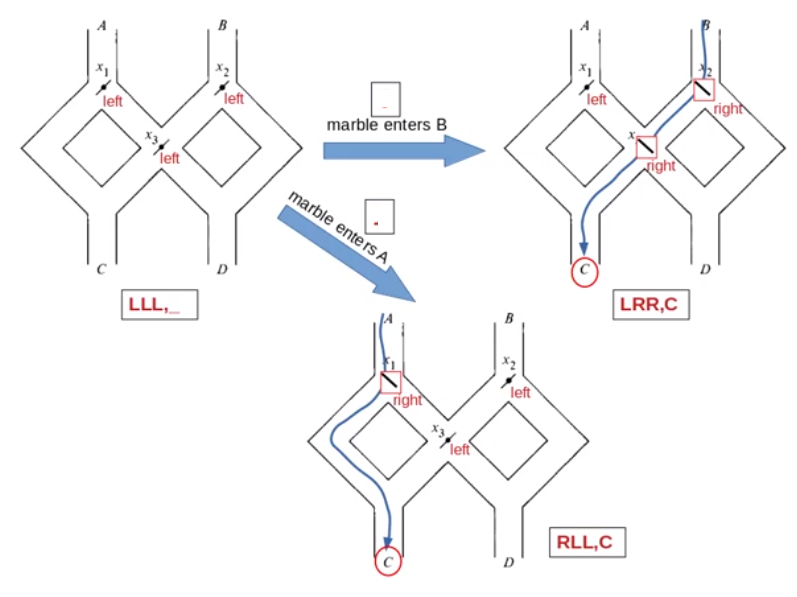 A B
x1 x2
left left
x3
left
C D
LLL,_
marble enters B
marble enters A
A B
x1 x2
left right
x
right
C D
LRR,C
A B
x1 x2
right left
x3
left
C D
RLL,C